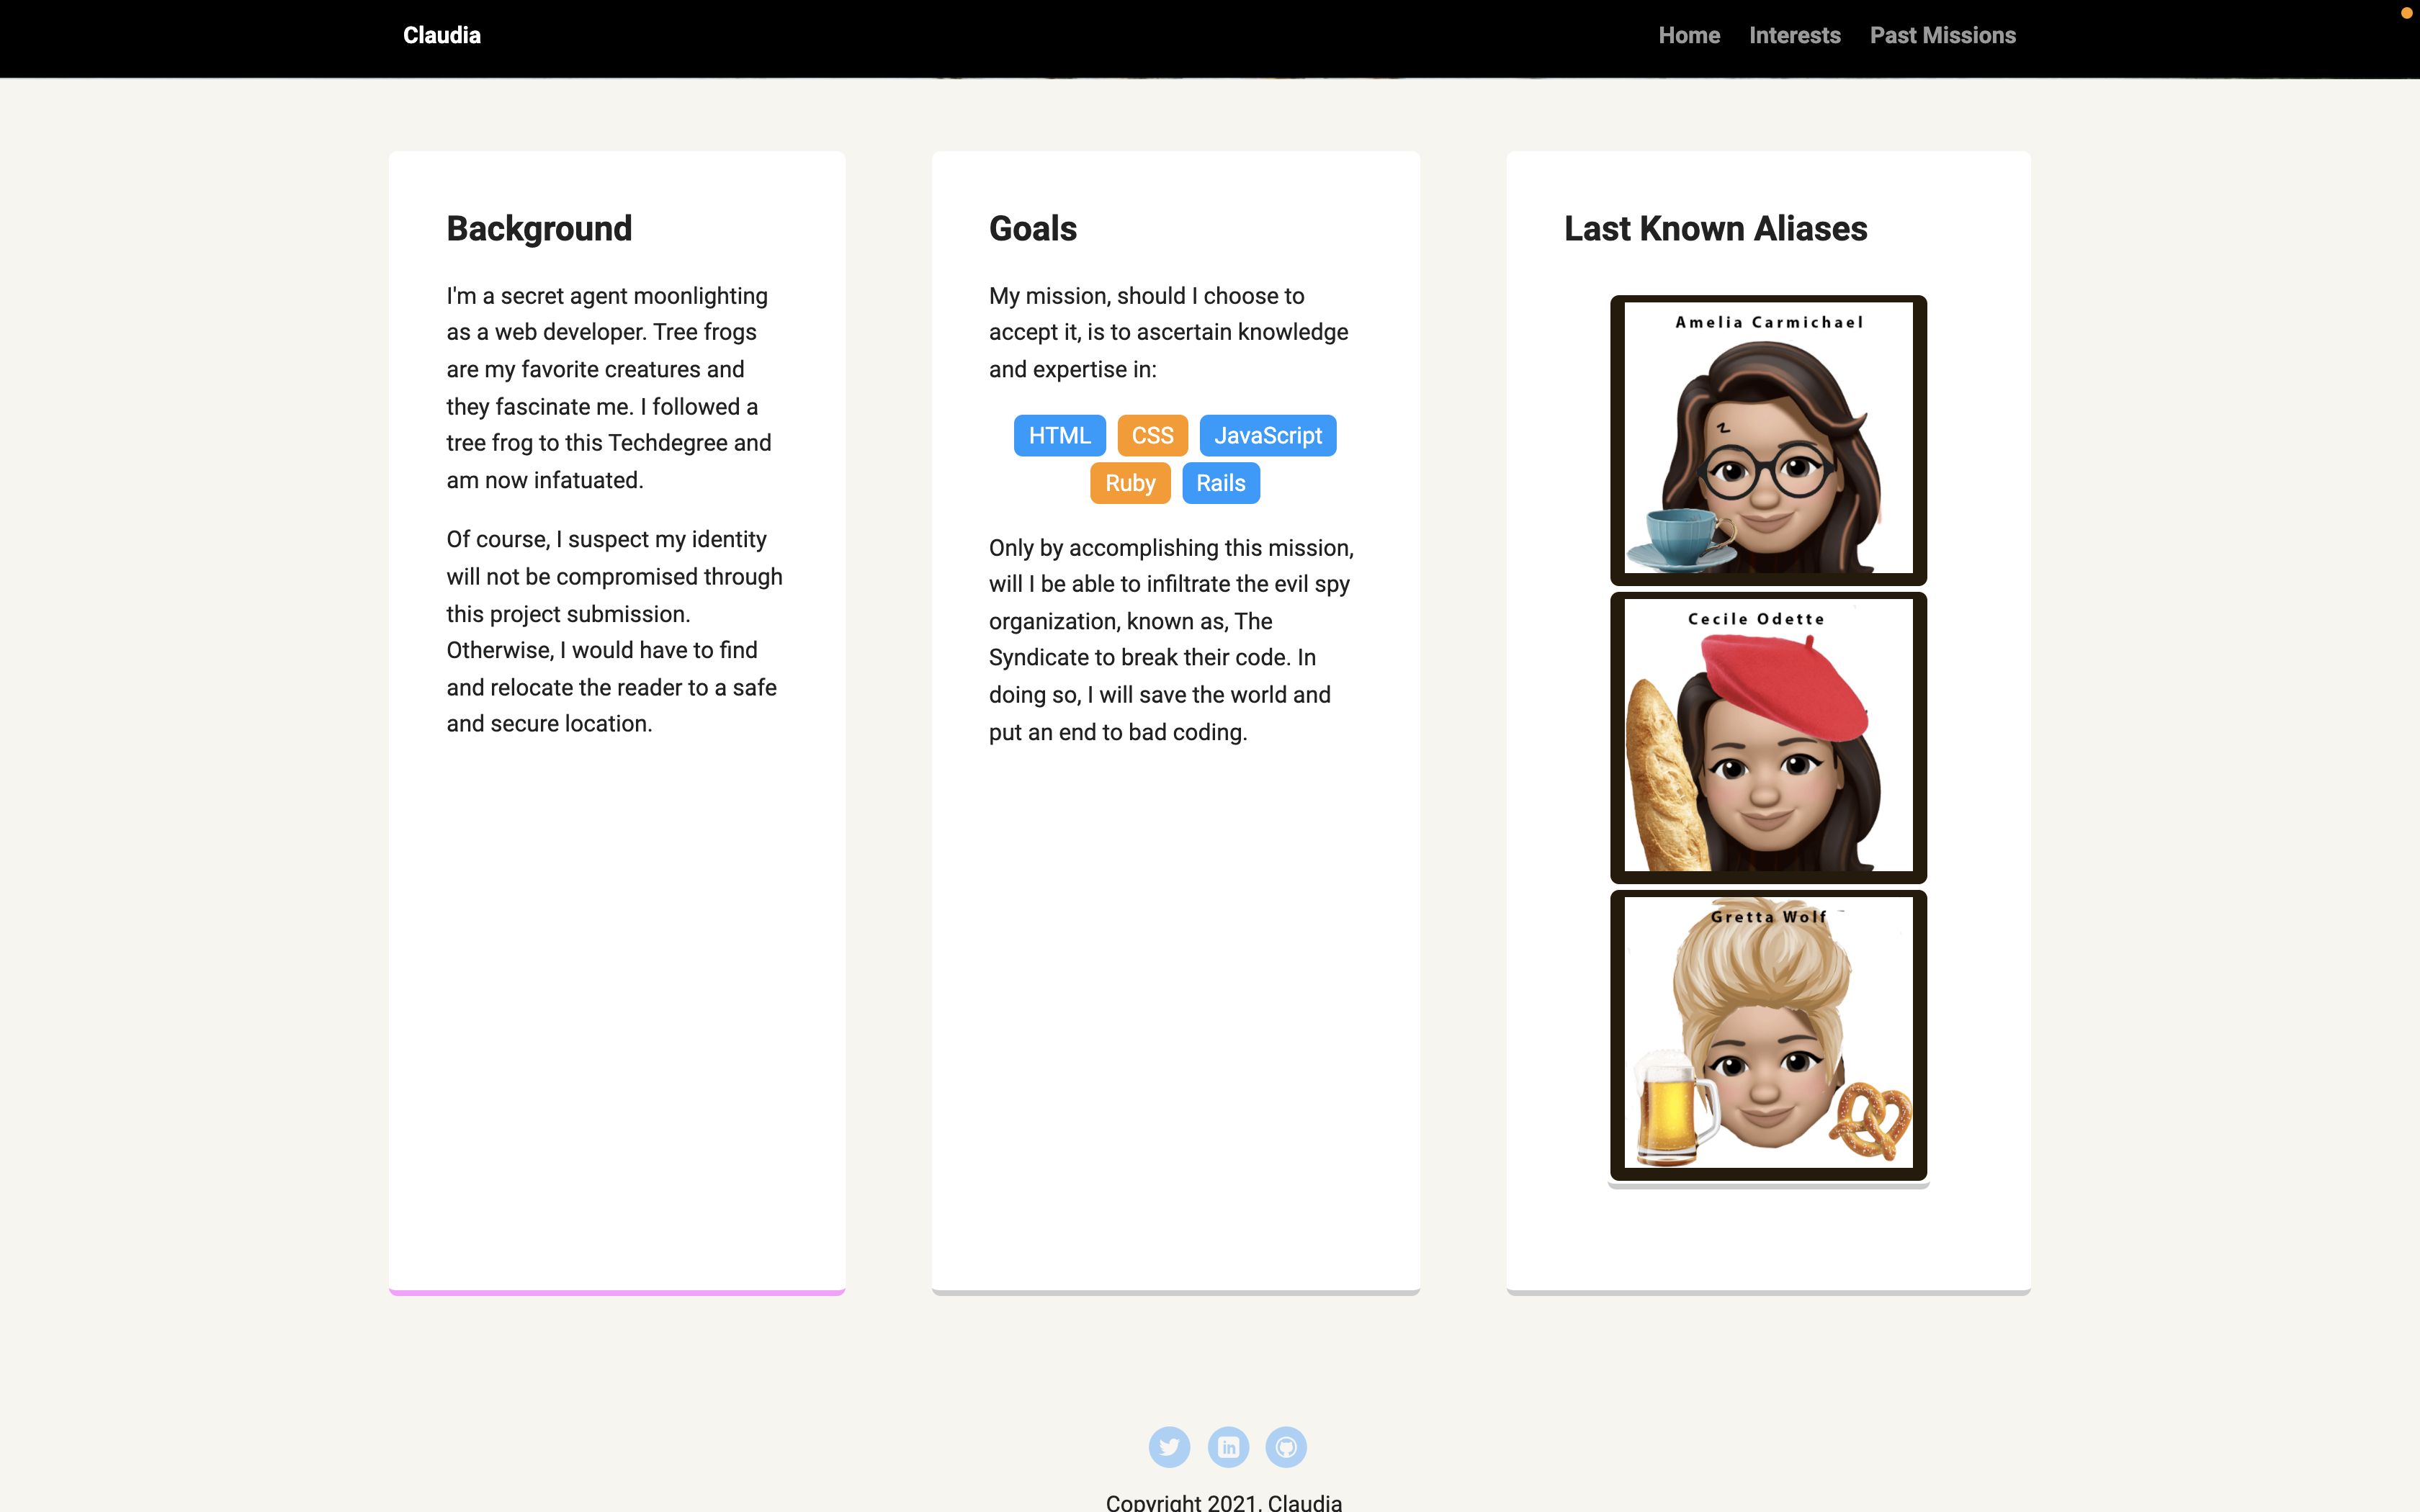 Claudia
Home Interests Past Missions
Background
I'm a secret agent moonlighting
as a web developer. Tree frogs
are my favorite creatures and
they fascinate me. I followed a
tree frog to this Techdegree and
am now infatuated.
Of course, I suspect my identity
will not be compromised through
this project submission.
Otherwise, I would have to find
and relocate the reader to a safe
and secure location.
Goals
My mission, should I choose to
accept it, is to ascertain knowledge
and expertise in:
HTML CSS JavaScript
Ruby Rails
Only by accomplishing this mission,
will I be able to infiltrate the evil spy
organization, known as, The
Syndicate to break their code. In
doing so, I will save the world and
put an end to bad coding.
Last Known Aliases
Amelia Carmichael
Cecile Odette
Gretta Wolf
in
Copyright 2021, Claudia